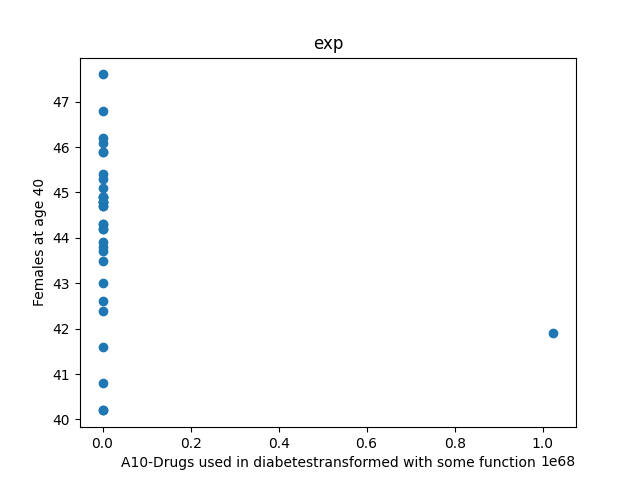 exp
Females at age 40
47
46
45
44
43
42
41
40
0.0 0.2 0.4 0.6 0.8 1.0
1e68
A10-Drugs used in diabetestransformed with some function